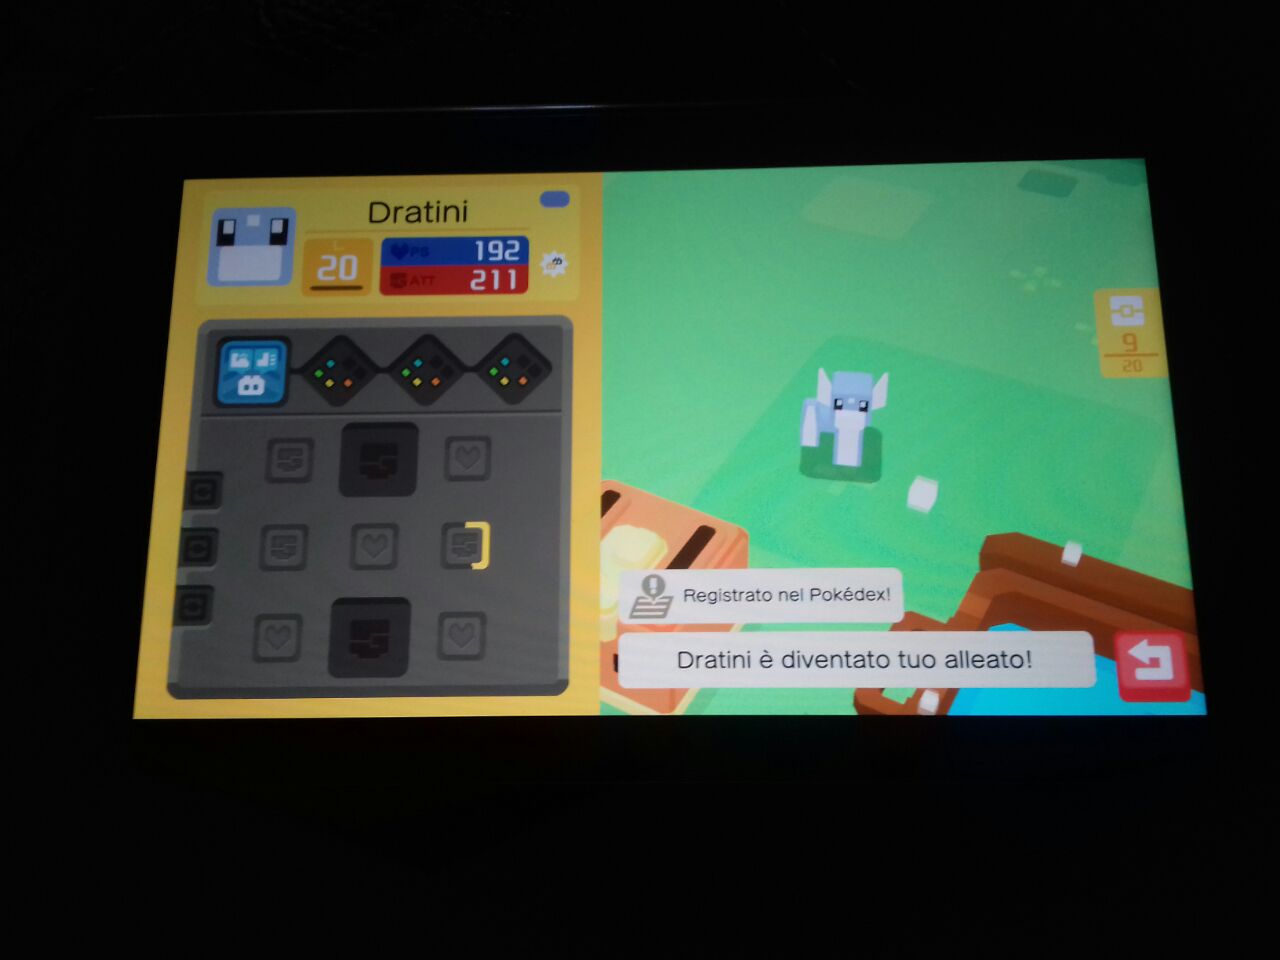 Dratini
L
20
PS 192
ATT 211
9
20
Registrato nel Pokédex!
Dratini è diventato tuo alleato!